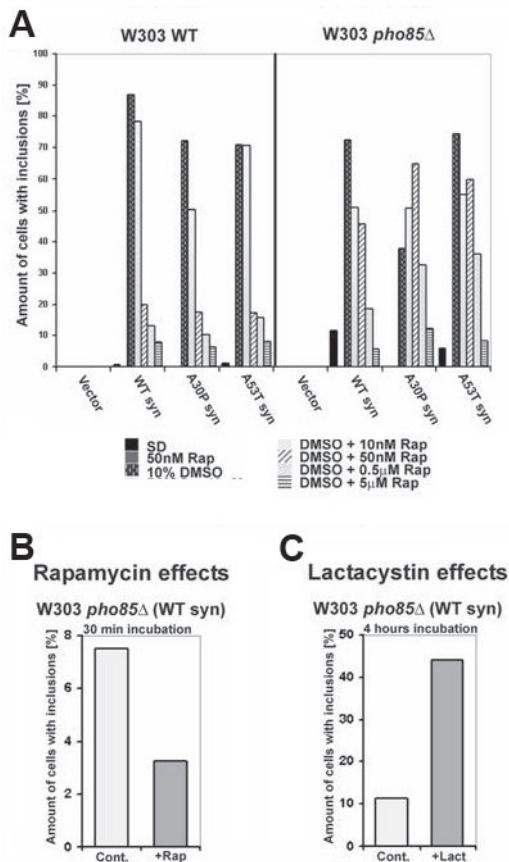 A
W303 WT
W303 pho85Δ
Amount of cells with inclusions [%]
100
90
80
70
60
50
40
30
20
10
0
Vector
WT syn
A30P syn
A53T syn
Vector
WT syn
A30P syn
A53T syn
SD
50nM Rap
10% DMSO
DMSO + 10nM Rap
DMSO + 50nM Rap
DMSO + 0.5μM Rap
DMSO + 5μM Rap
B
Rapamycin effects
W303 pho85Δ (WT syn)
30 min incubation
Amount of cells with inclusions [%]
8
6
4
2
0
Cont.
+Rap
C
Lactacystin effects
W303 pho85Δ (WT syn)
4 hours incubation
Amount of cells with inclusions [%]
50
40
30
20
10
0
Cont.
+Lact